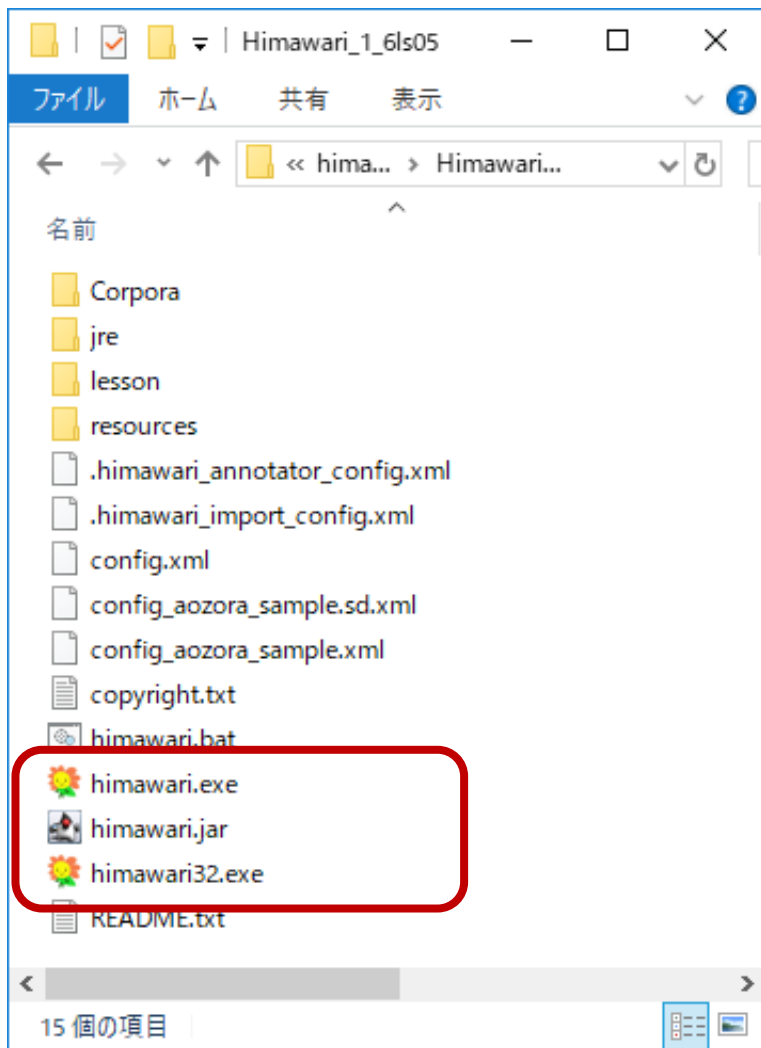 Himawari_1_6ls05
ファイル ホーム 共有 表示
« hima... › Himawari...
名前
Corpora
jre
lesson
resources
.himawari_annotator_config.xml
.himawari_import_config.xml
config.xml
config_aozora_sample.sd.xml
config_aozora_sample.xml
copyright.txt
himawari.bat
himawari.exe
himawari.jar
himawari32.exe
README.txt
15 個の項目